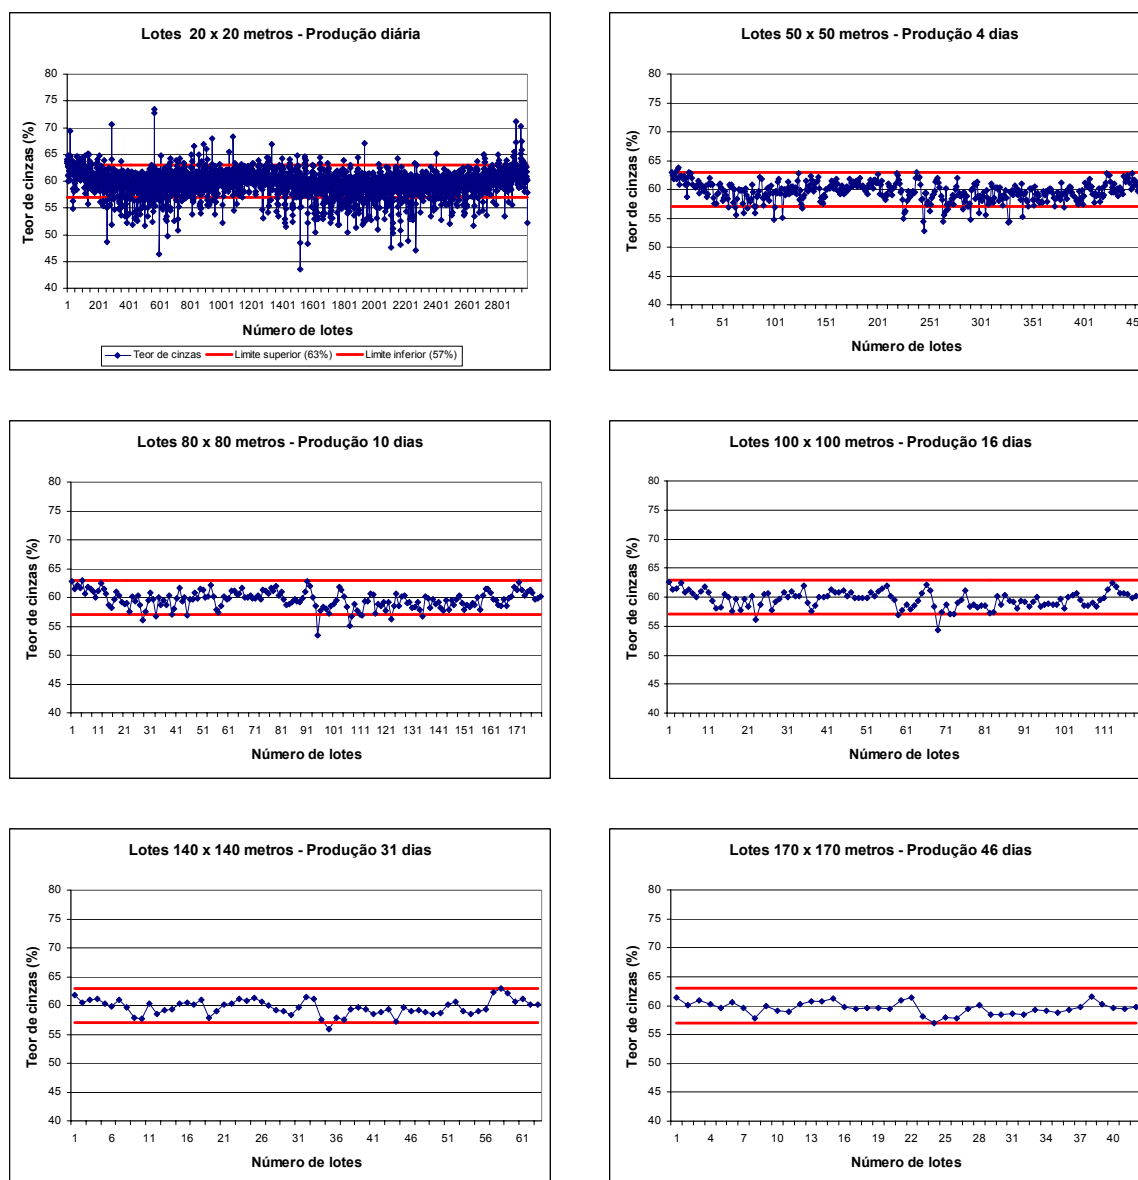 Lotes 20 x 20 metros - Produção diária
Teor de cinzas (%)
80
75
70
65
60
55
50
45
40
1 201 401 601 801 1001 1201 1401 1601 1801 2001 2201 2401 2601 2801
Número de lotes
Teor de cinzas Limite superior (63%) Limite inferior (57%)
Lotes 50 x 50 metros - Produção 4 dias
Teor de cinzas (%)
80
75
70
65
60
55
50
45
40
1 51 101 151 201 251 301 351 401 45
Número de lotes
Lotes 80 x 80 metros - Produção 10 dias
Teor de cinzas (%)
80
75
70
65
60
55
50
45
40
1 11 21 31 41 51 61 71 81 91 101 111 121 131 141 151 161 171
Número de lotes
Lotes 100 x 100 metros - Produção 16 dias
Teor de cinzas (%)
80
75
70
65
60
55
50
45
40
1 11 21 31 41 51 61 71 81 91 101 111
Número de lotes
Lotes 140 x 140 metros - Produção 31 dias
Teor de cinzas (%)
80
75
70
65
60
55
50
45
40
1 6 11 16 21 26 31 36 41 46 51 56 61
Número de lotes
Lotes 170 x 170 metros - Produção 46 dias
Teor de cinzas (%)
80
75
70
65
60
55
50
45
40
1 4 7 10 13 16 19 22 25 28 31 34 37 40
Número de lotes